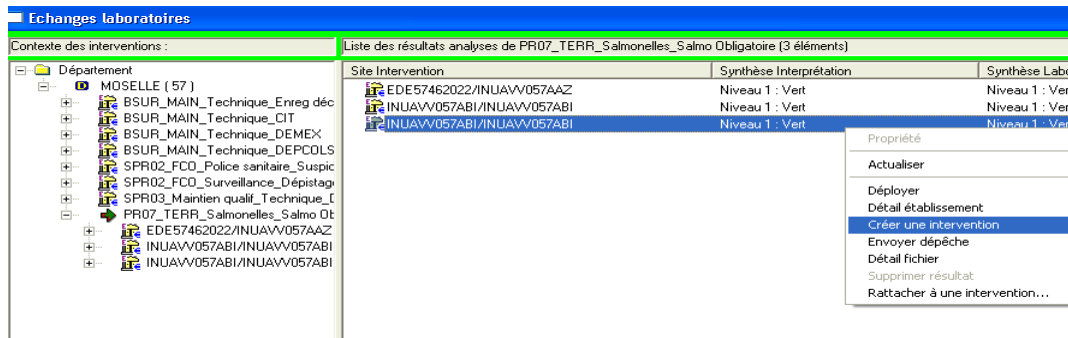 Echanges laboratoires
Contexte des interventions :
Liste des résultats analyses de PR07_TERR_Salmonelles_Salmo Obligatoire (3 éléments)
Département
MOSELLE ( 57 )
BSUR_MAIN_Technique_Enreg déc
BSUR_MAIN_Technique_CIT
BSUR_MAIN_Technique_DEMEX
BSUR_MAIN_Technique_DEPCOLS
SPR02_FCO_Police sanitaire_Suspic
SPR02_FCO_Surveillance_Dépistag
SPR03_Maintien qualif_Technique_
PR07_TERR_Salmonelles_Salmo Ob
EDE57462022/INUAVV057AAZ
INUAVV057ABI/INUAVV057ABI
INUAVV057ABI/INUAVV057ABI
Site Intervention Synthèse Interprétation Synthèse Labo
EDE57462022/INUAVV057AAZ Niveau 1 : Vert Niveau 1 : Ver
INUAVV057ABI/INUAVV057ABI Niveau 1 : Vert Niveau 1 : Ver
INUAVV057ABI/INUAVV057ABI Niveau 1 : Vert Niveau 1 : Ver
Propriété
Actualiser
Déployer
Détail établissement
Créer une intervention
Envoyer dépêche
Détail fichier
Supprimer résultat
Rattacher à une intervention...